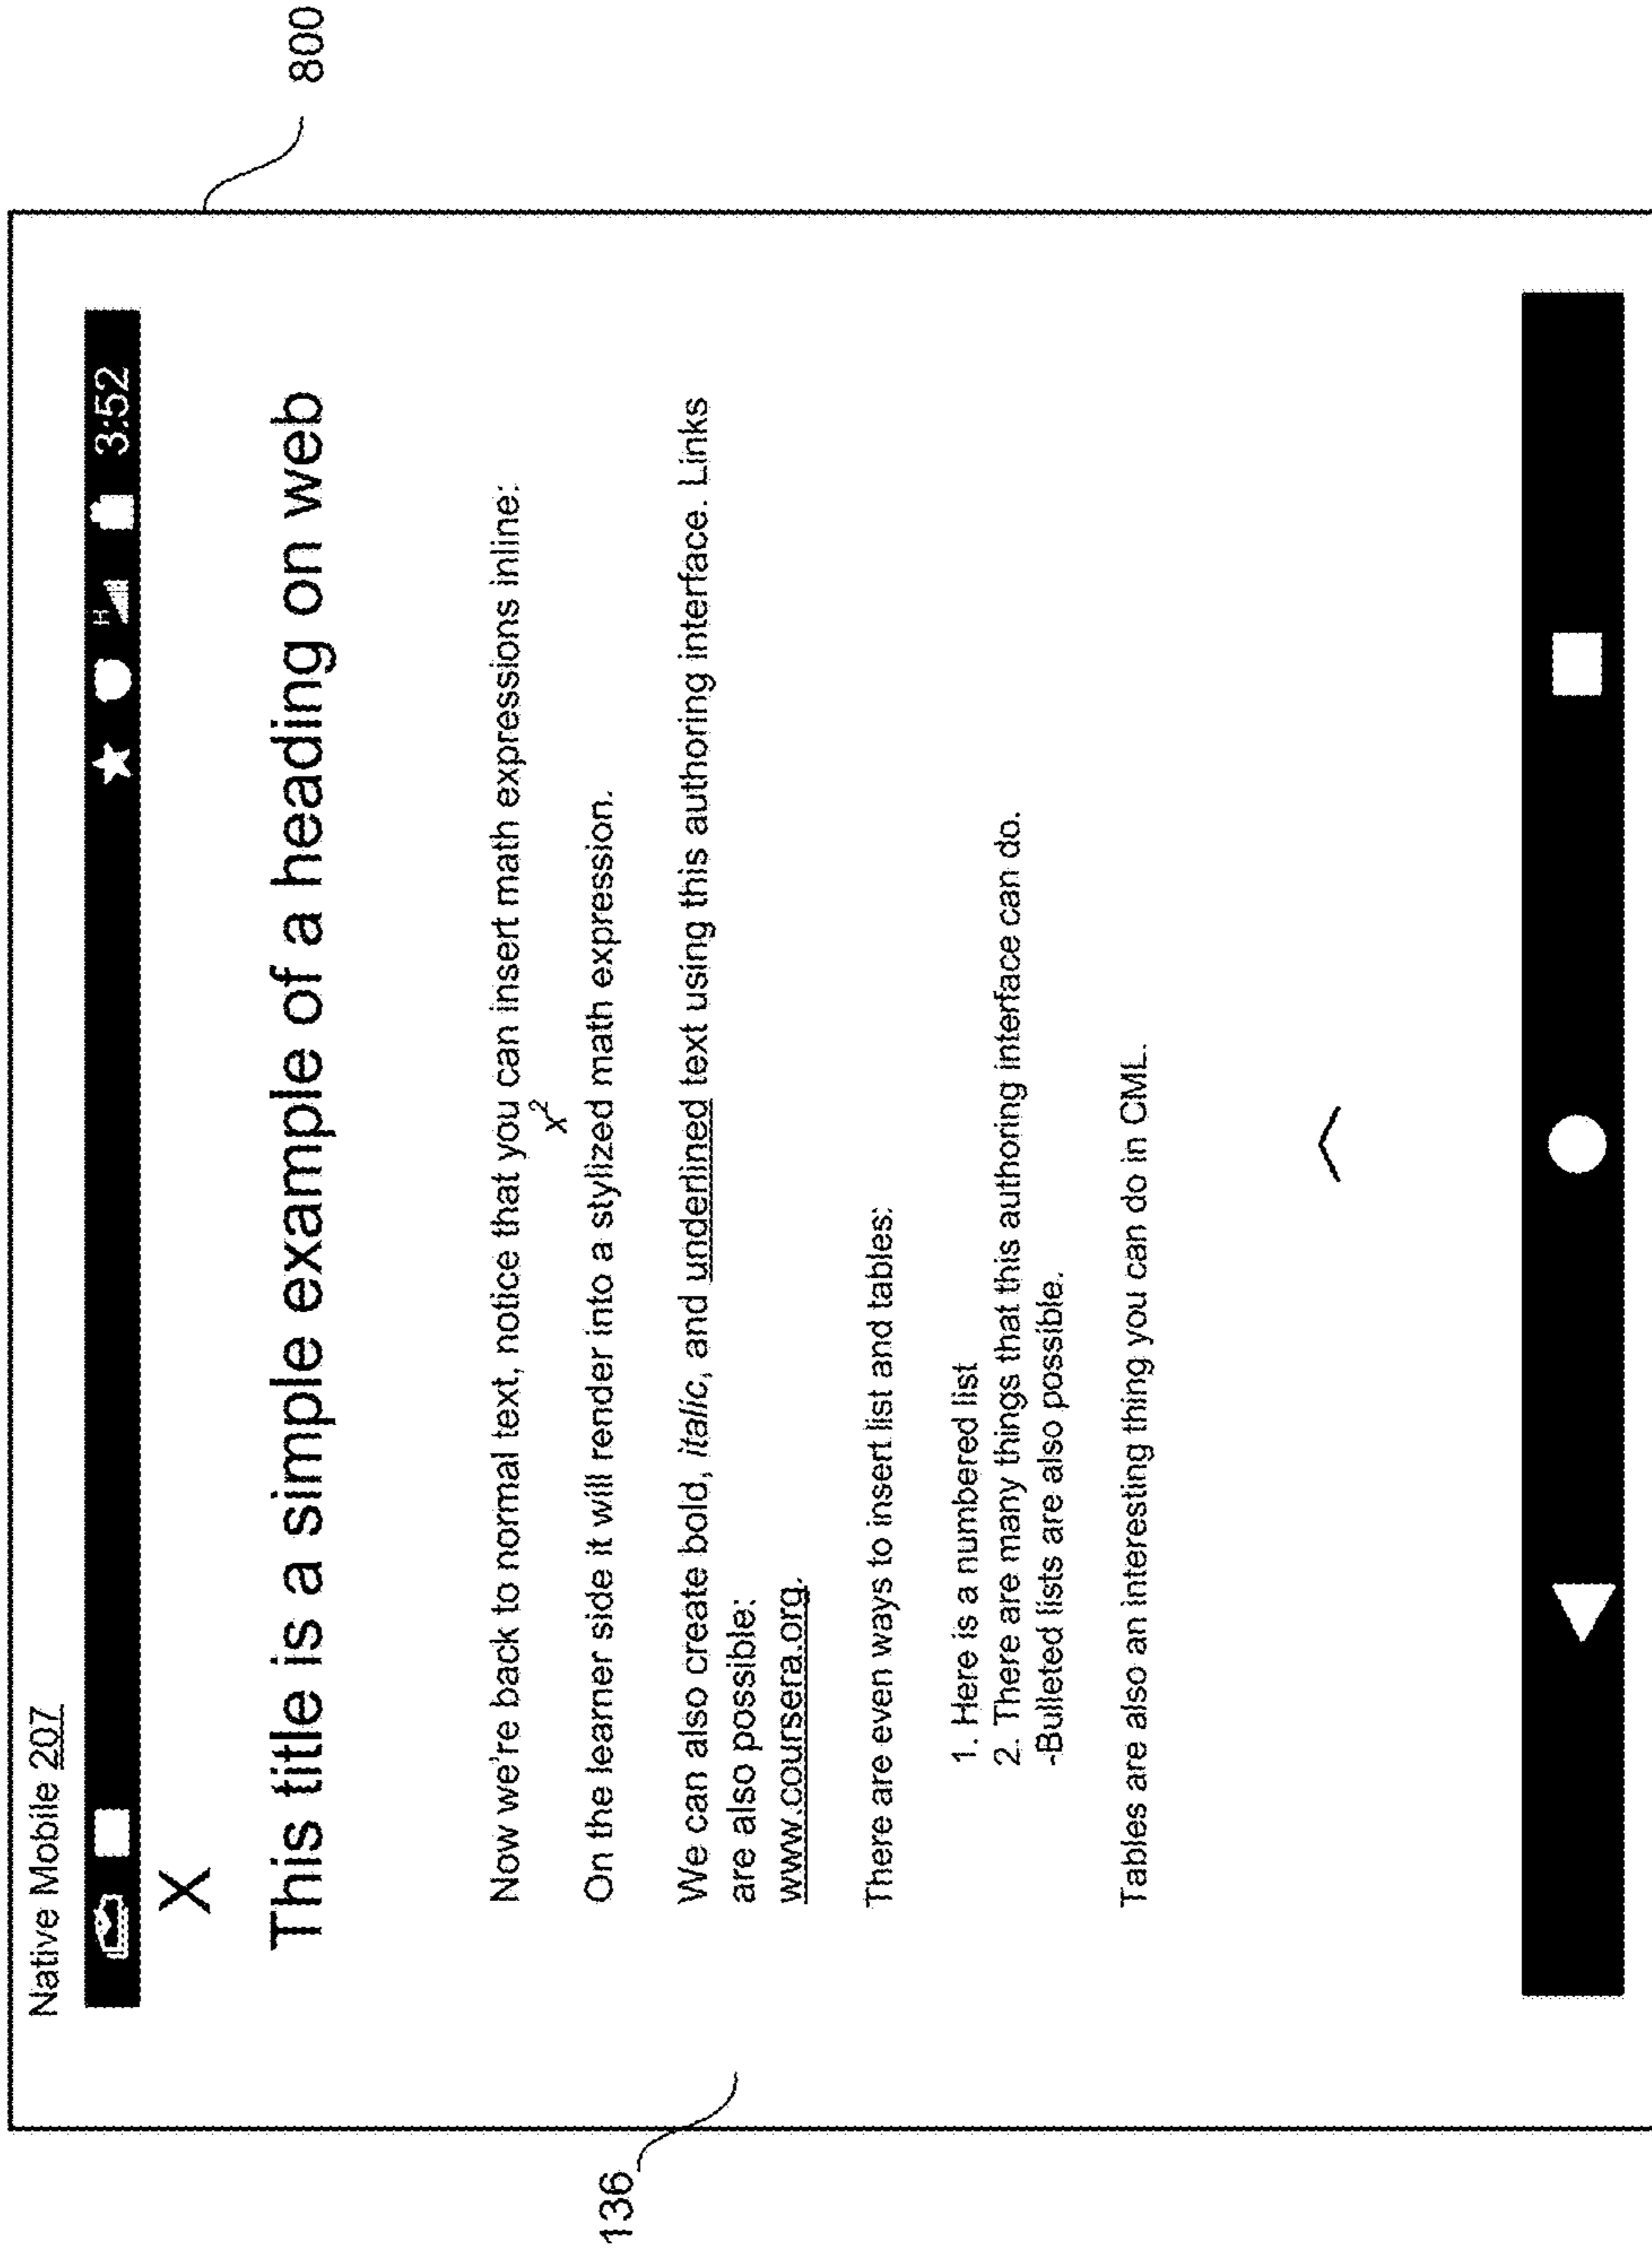 800
Native Mobile 207
H 3:52
X
This title is a simple example of a heading on web
Now we're back to normal text, notice that you can insert math expressions inline:
x²
On the learner side it will render into a stylized math expression.
We can also create bold, italic, and underlined text using this authoring interface. Links
are also possible:
www.coursera.org.
136
There are even ways to insert list and tables:
1. Here is a numbered list
2. There are many things that this authoring interface can do.
-Bulleted lists are also possible.
Tables are also an interesting thing you can do in CML.